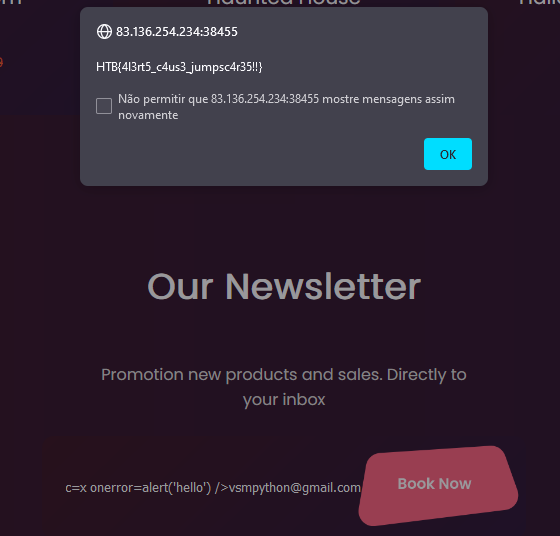 Haunted House
83.136.254.234:38455
HTB{4l3rt5_c4us3_jumpsc4r35!!}
Não permitir que 83.136.254.234:38455 mostre mensagens assim
novamente
OK
Our Newsletter
Promotion new products and sales. Directly to
your inbox
c=x onerror=alert('hello') />vsmpython@gmail.com
Book Now